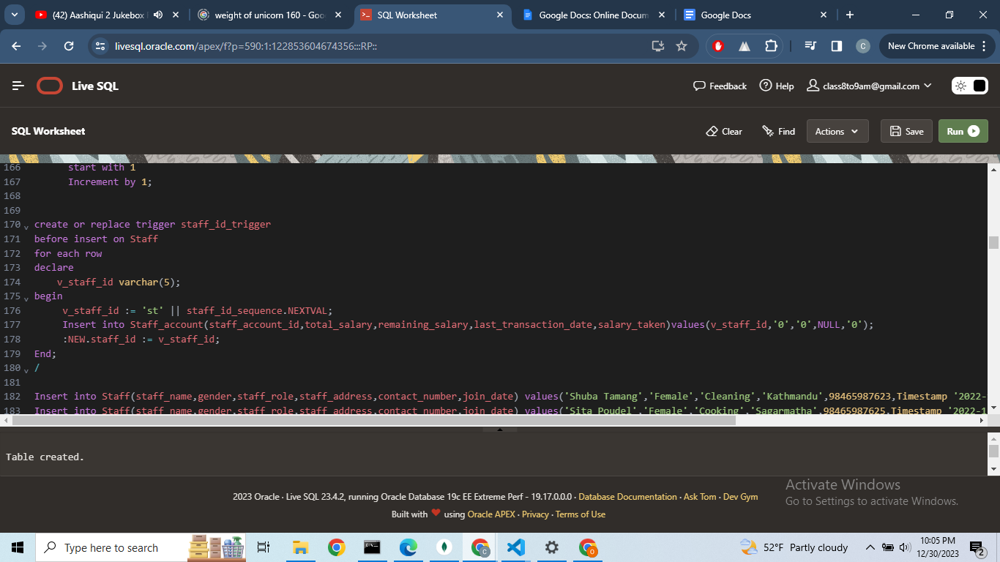 (42) Aashiqui 2 Jukebox
weight of unicorn 160 - Goo
SQL Worksheet
Google Docs: Online Docum
Google Docs
livesql.oracle.com/apex/f?p=590:1:122853604674356:::RP::
C
New Chrome available
Live SQL
Feedback
Help
class8to9am@gmail.com
SQL Worksheet
Clear
Find
Actions
Save
Run
166 start with 1
167 Increment by 1;
168
169
170 create or replace trigger staff_id_trigger
171 before insert on Staff
172 for each row
173 declare
174 v_staff_id varchar(5);
175 begin
176 v_staff_id := 'st' || staff_id_sequence.NEXTVAL;
177 Insert into Staff_account(staff_account_id,total_salary,remaining_salary,last_transaction_date,salary_taken)values(v_staff_id,'0','0',NULL,'0');
178 :NEW.staff_id := v_staff_id;
179 End;
180 /
181
182 Insert into Staff(staff_name,gender,staff_role,staff_address,contact_number,join_date) values('Shuba Tamang','Female','Cleaning','Kathmandu',98465987623,Timestamp '2022-
183 Insert into Staff(staff_name,gender,staff_role,staff_address,contact_number,join_date) values('Sita Poudel','Female','Cooking','Sagarmatha',98465987625,Timestamp '2022-1
Table created.
2023 Oracle · Live SQL 23.4.2, running Oracle Database 19c EE Extreme Perf - 19.17.0.0.0 · Database Documentation · Ask Tom · Dev Gym
Built with ❤ using Oracle APEX · Privacy · Terms of Use
Activate Windows
Go to Settings to activate Windows.
Type here to search
52°F Partly cloudy
10:05 PM
12/30/2023
2